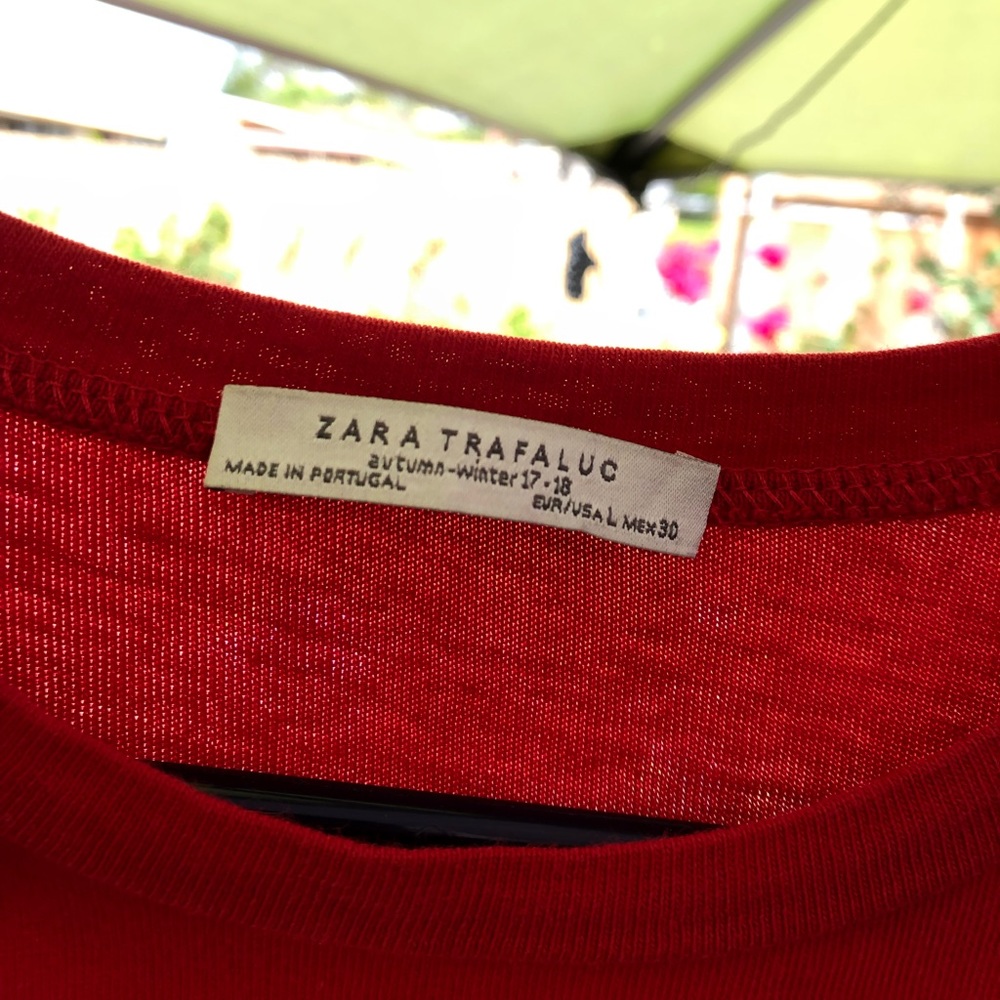 ZARA TRAFALUC
autumn-winter 17-18
MADE IN PORTUGAL
EUR/USA L MEX 30